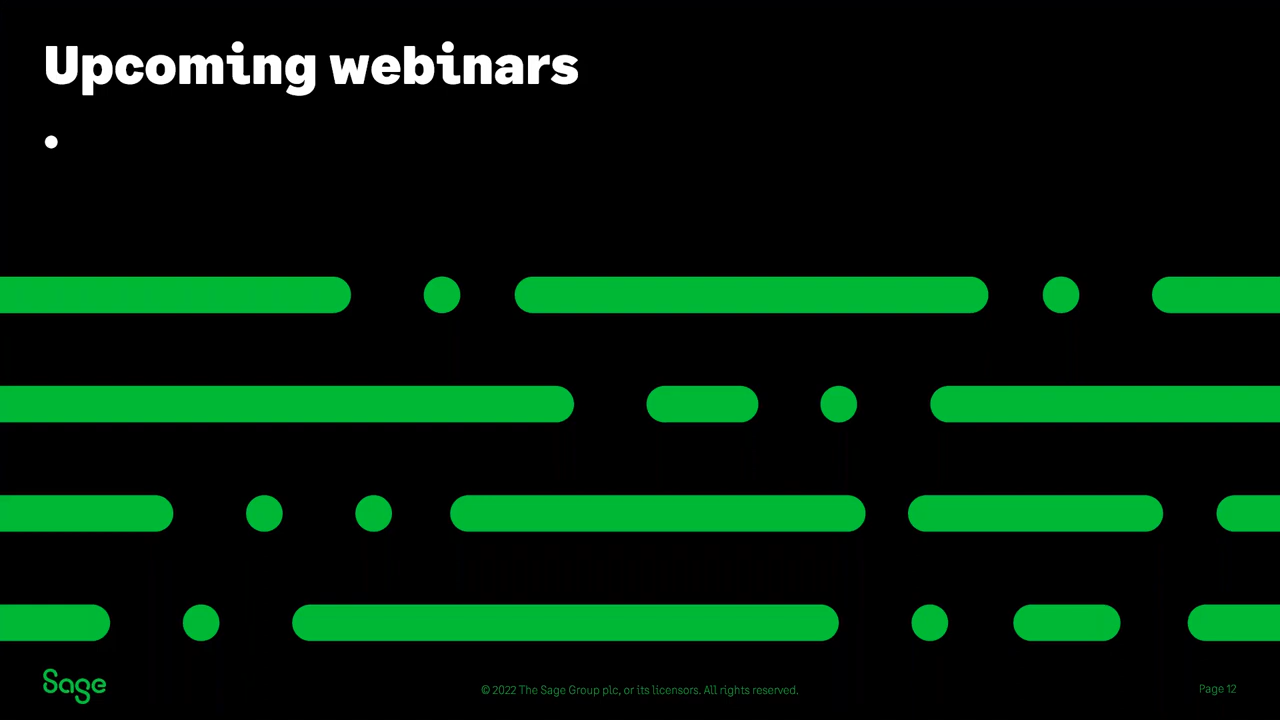 Upcoming webinars
•
Sage
© 2022 The Sage Group plc, or its licensors. All rights reserved.
Page 12